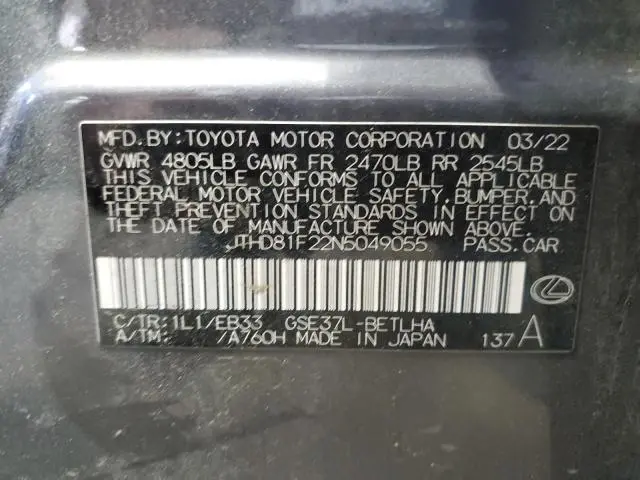 MFD.BY:TOYOTA MOTOR CORPORATION 03/22
GVWR 4805LB GAWR FR 2470LB RR 2545LB
THIS VEHICLE CONFORMS TO ALL APPLICABLE
FEDERAL MOTOR VEHICLE SAFETY,BUMPER,AND
THEFT PREVENTION STANDARDS IN EFFECT ON
THE DATE OF MANUFACTURE SHOWN ABOVE.
JTHD81F22N5049055 PASS.CAR
C/TR:1L1/EB33 GSE37L-BETLHA
A/TM: /A760H MADE IN JAPAN 137 A